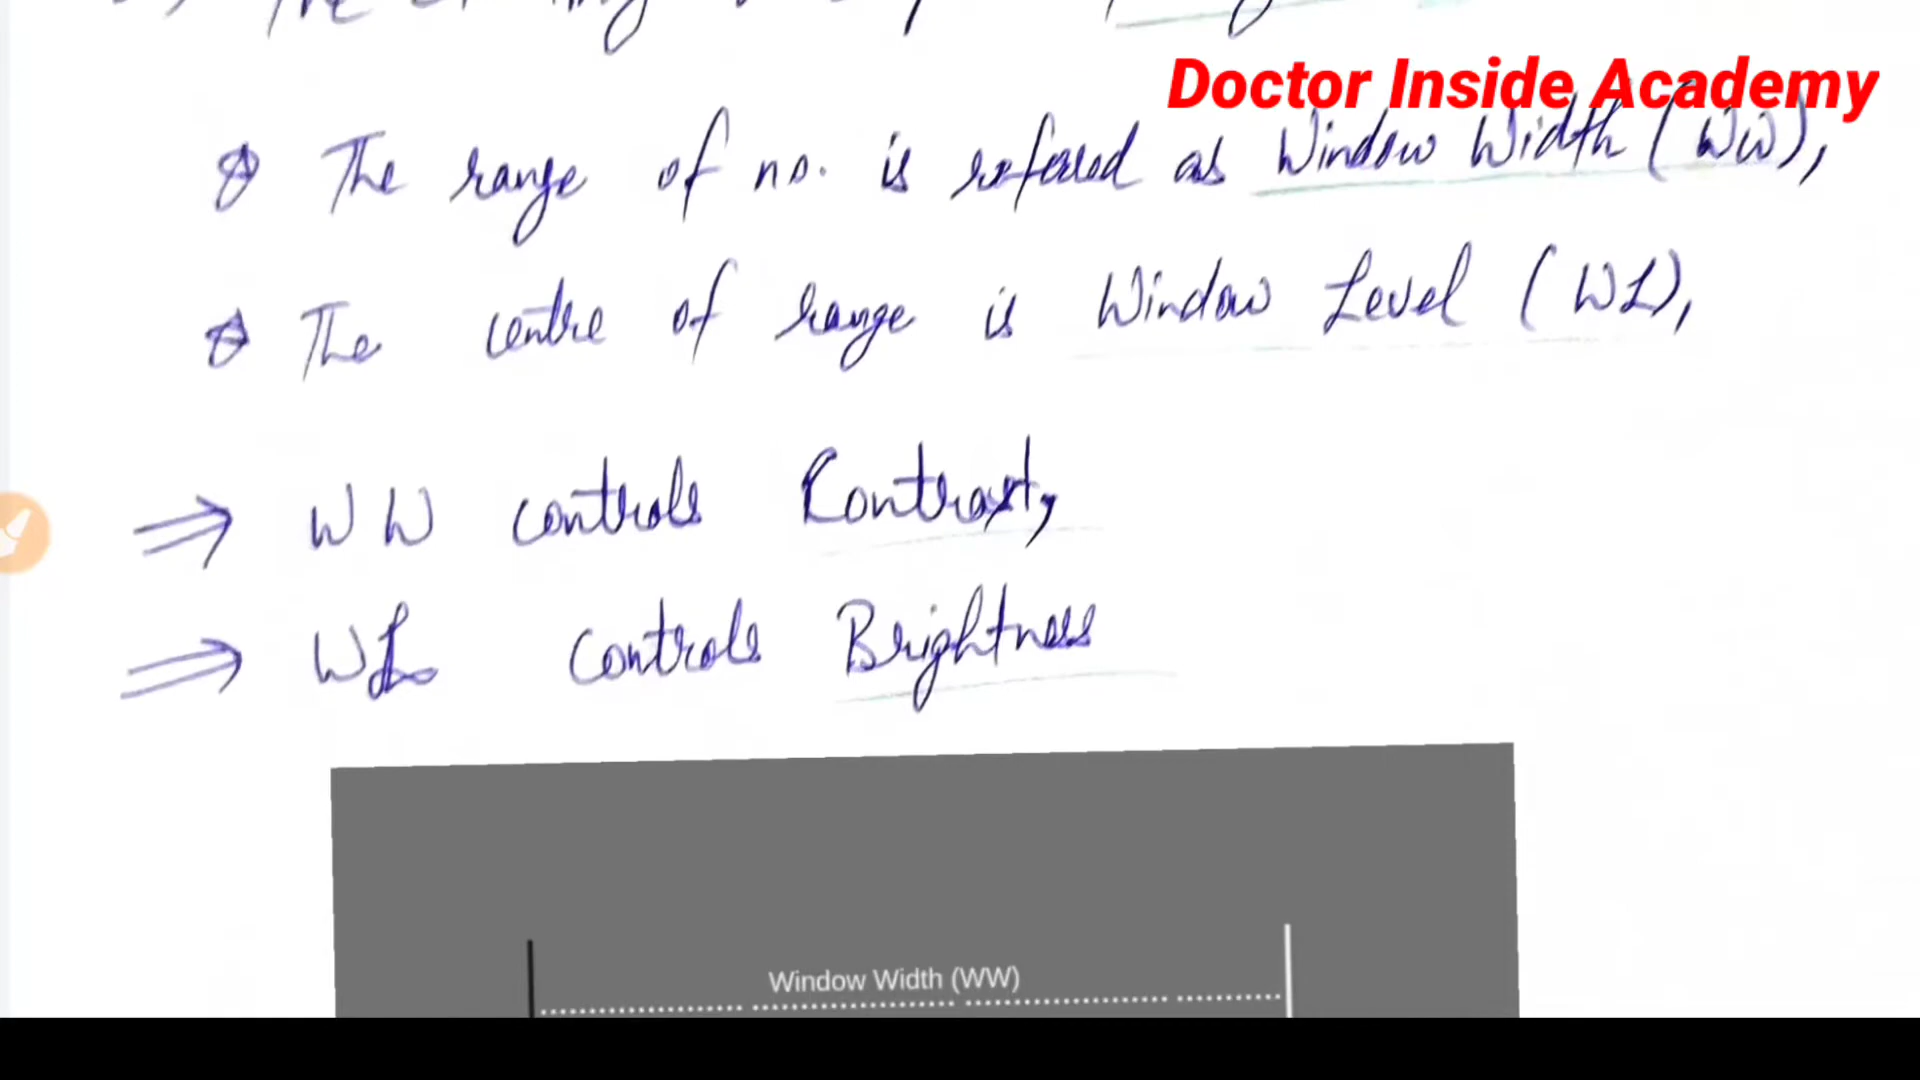 The
Doctor Inside Academy
The range of no. is refered as Window Width (WW),
The centre of range is Window Level (WL),
⇒ WW controls Contrast,
⇒ WL controls Brightness
Window Width (WW)